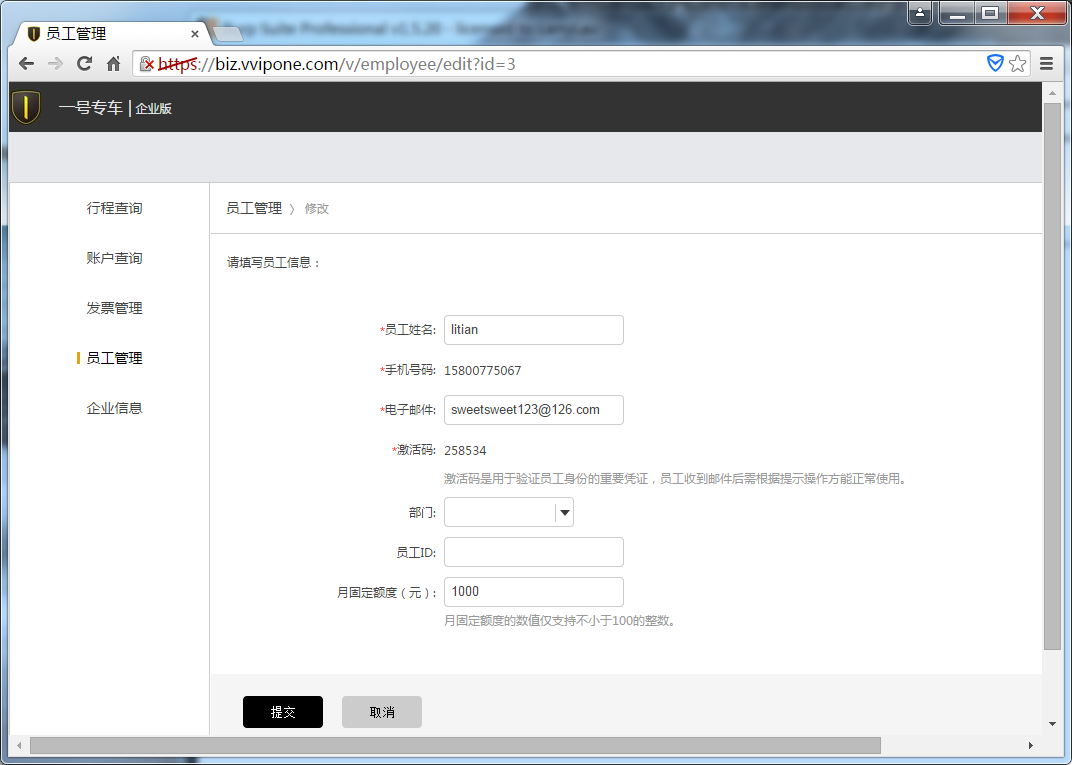 员工管理
https://biz.vvipone.com/v/employee/edit?id=3
一号专车 | 企业版
行程查询
账户查询
发票管理
员工管理
企业信息
员工管理 〉 修改
请填写员工信息：
*员工姓名: litian
*手机号码: 15800775067
*电子邮件: sweetsweet123@126.com
*激活码: 258534
激活码是用于验证员工身份的重要凭证，员工收到邮件后需根据提示操作方能正常使用。
部门:
员工ID:
月固定额度（元）: 1000
月固定额度的数值仅支持不小于100的整数。
提交 取消